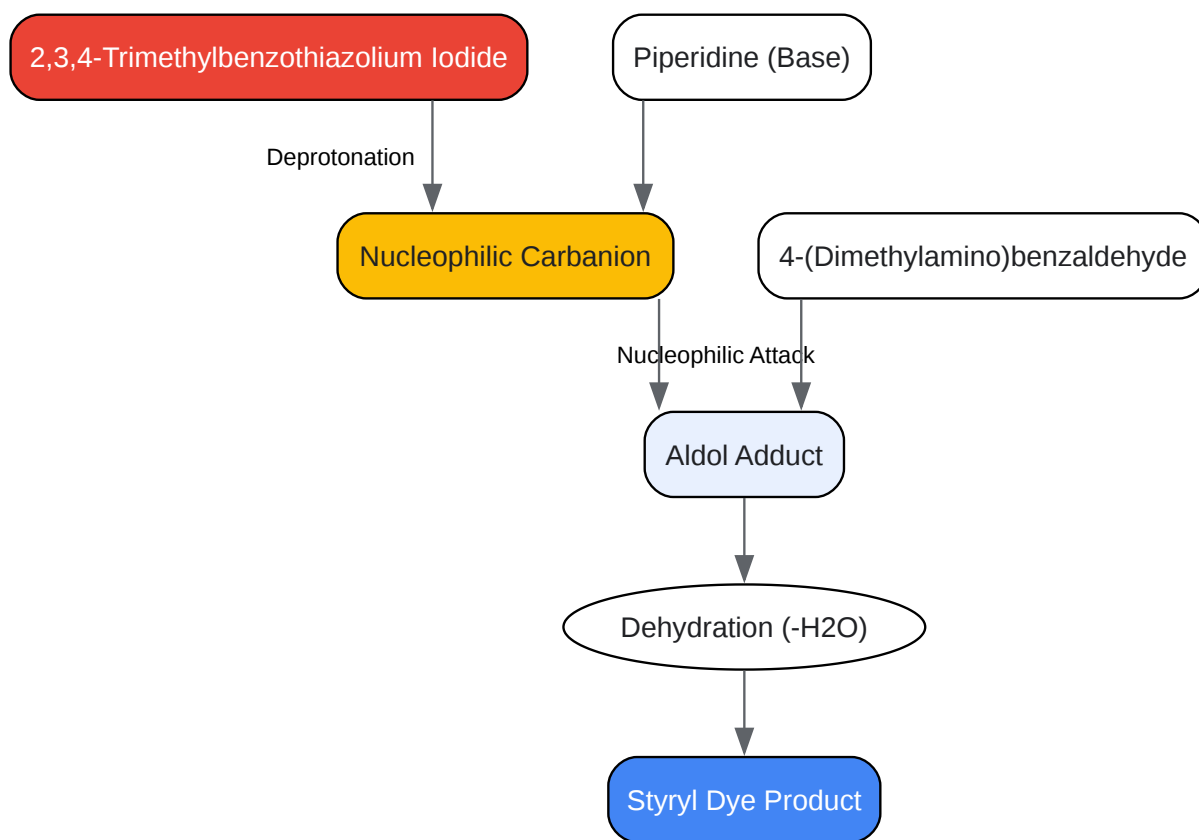 2,3,4-Trimethylbenzothiazolium Iodide
Piperidine (Base)
Deprotonation
Nucleophilic Carbanion
4-(Dimethylamino)benzaldehyde
Nucleophilic Attack
Aldol Adduct
Dehydration (-H2O)
Styryl Dye Product